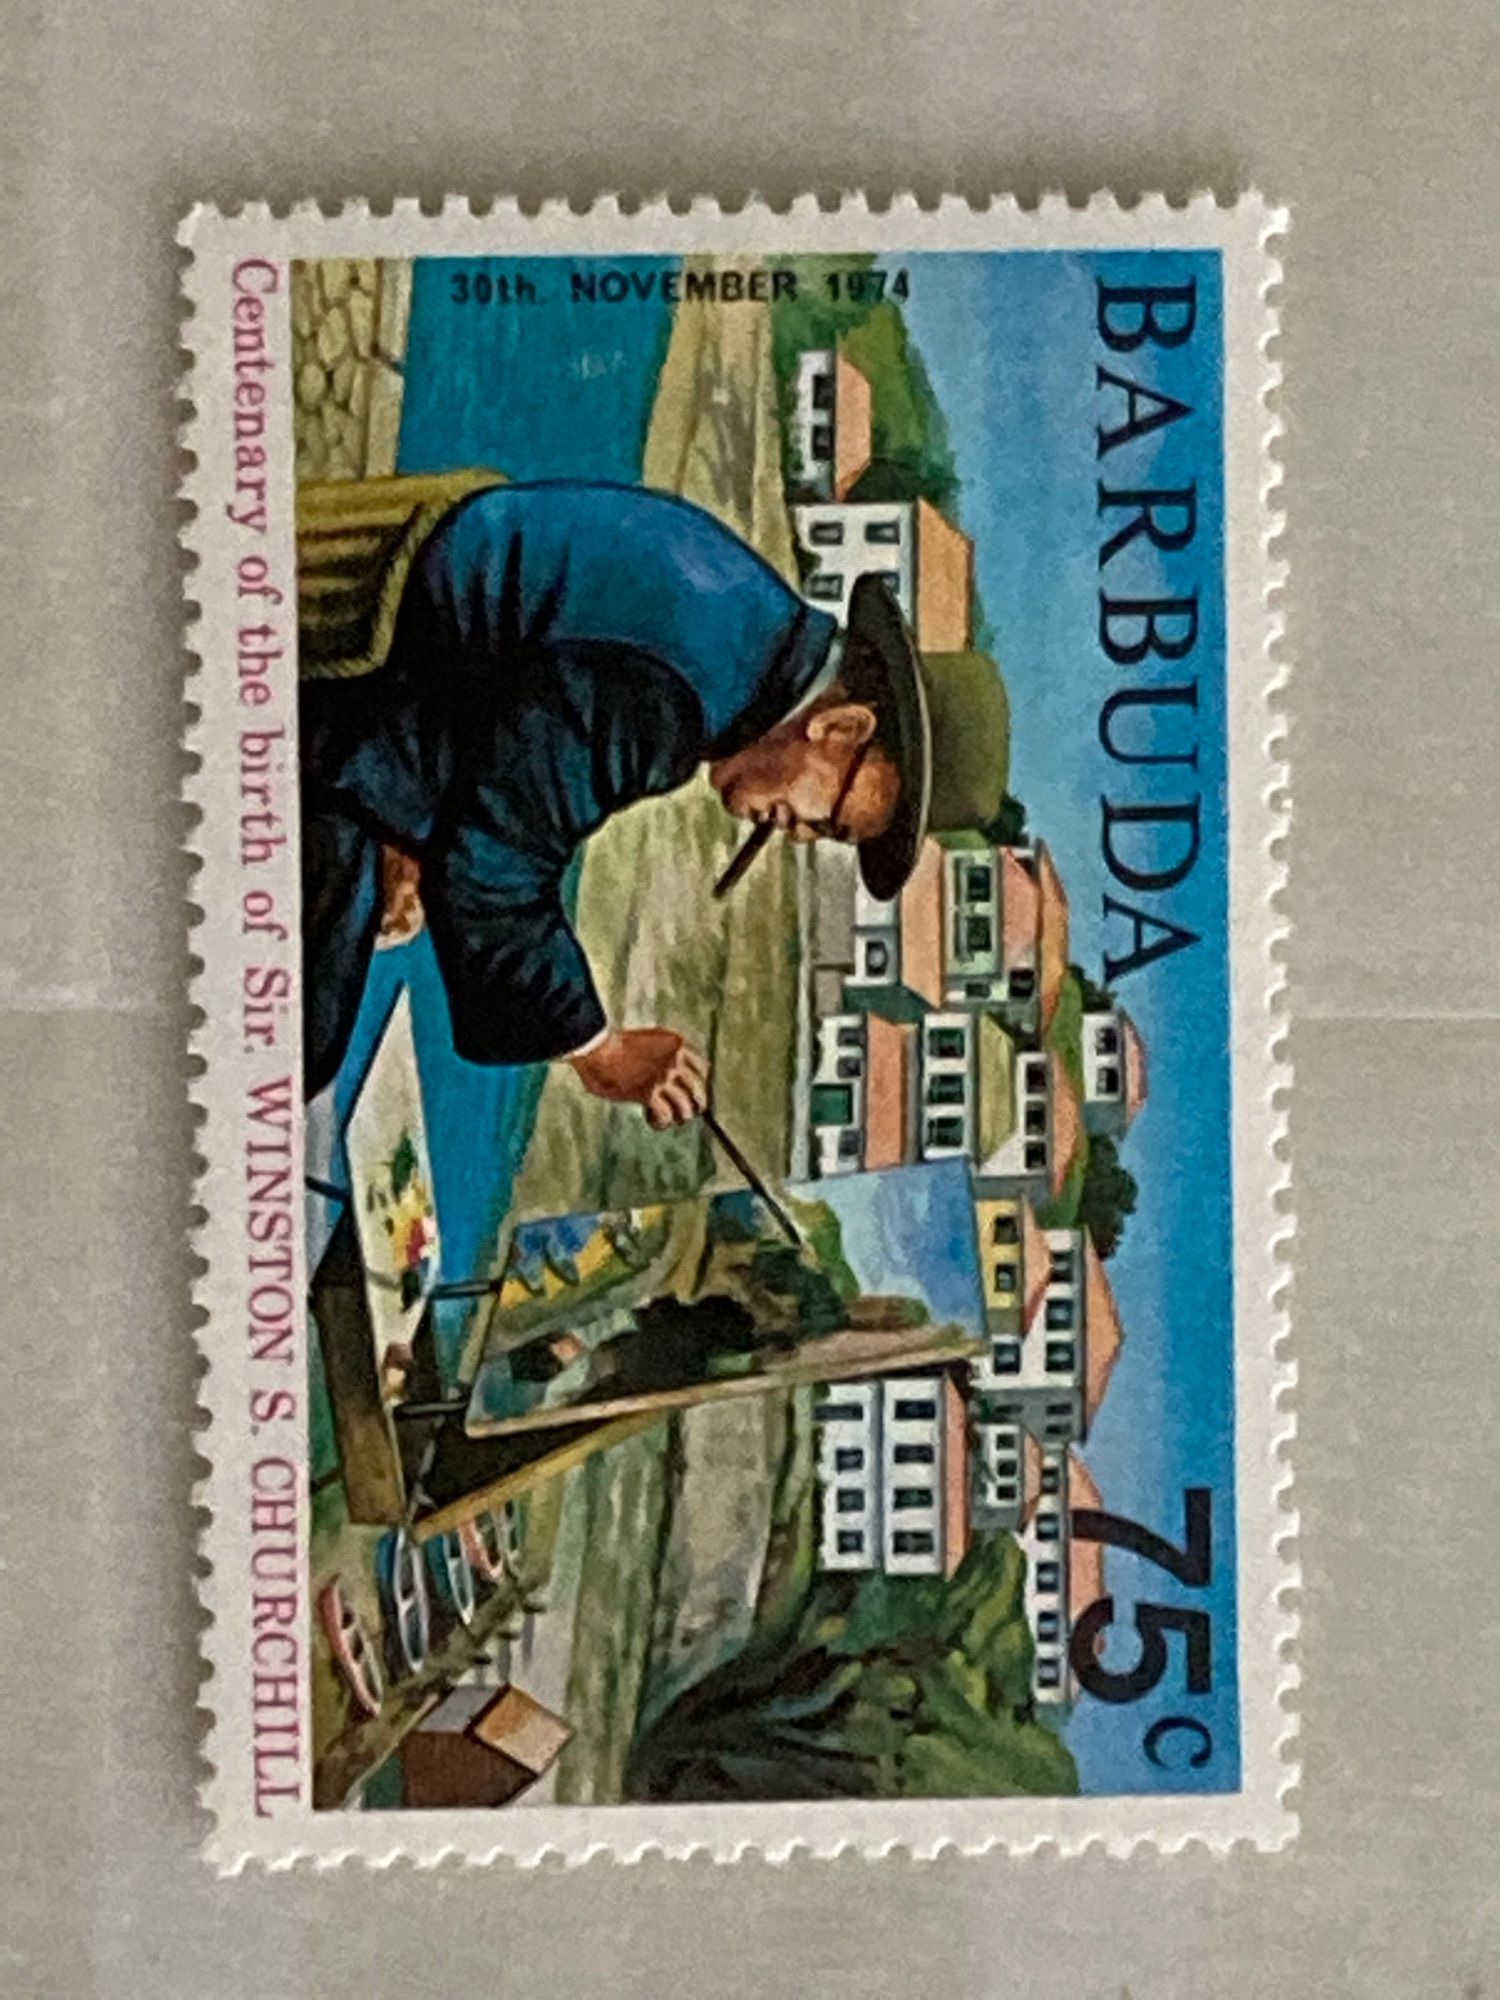 BARBUDA
75c
30th. NOVEMBER 1974
Centenary of the birth of Sir. WINSTON S. CHURCHILL